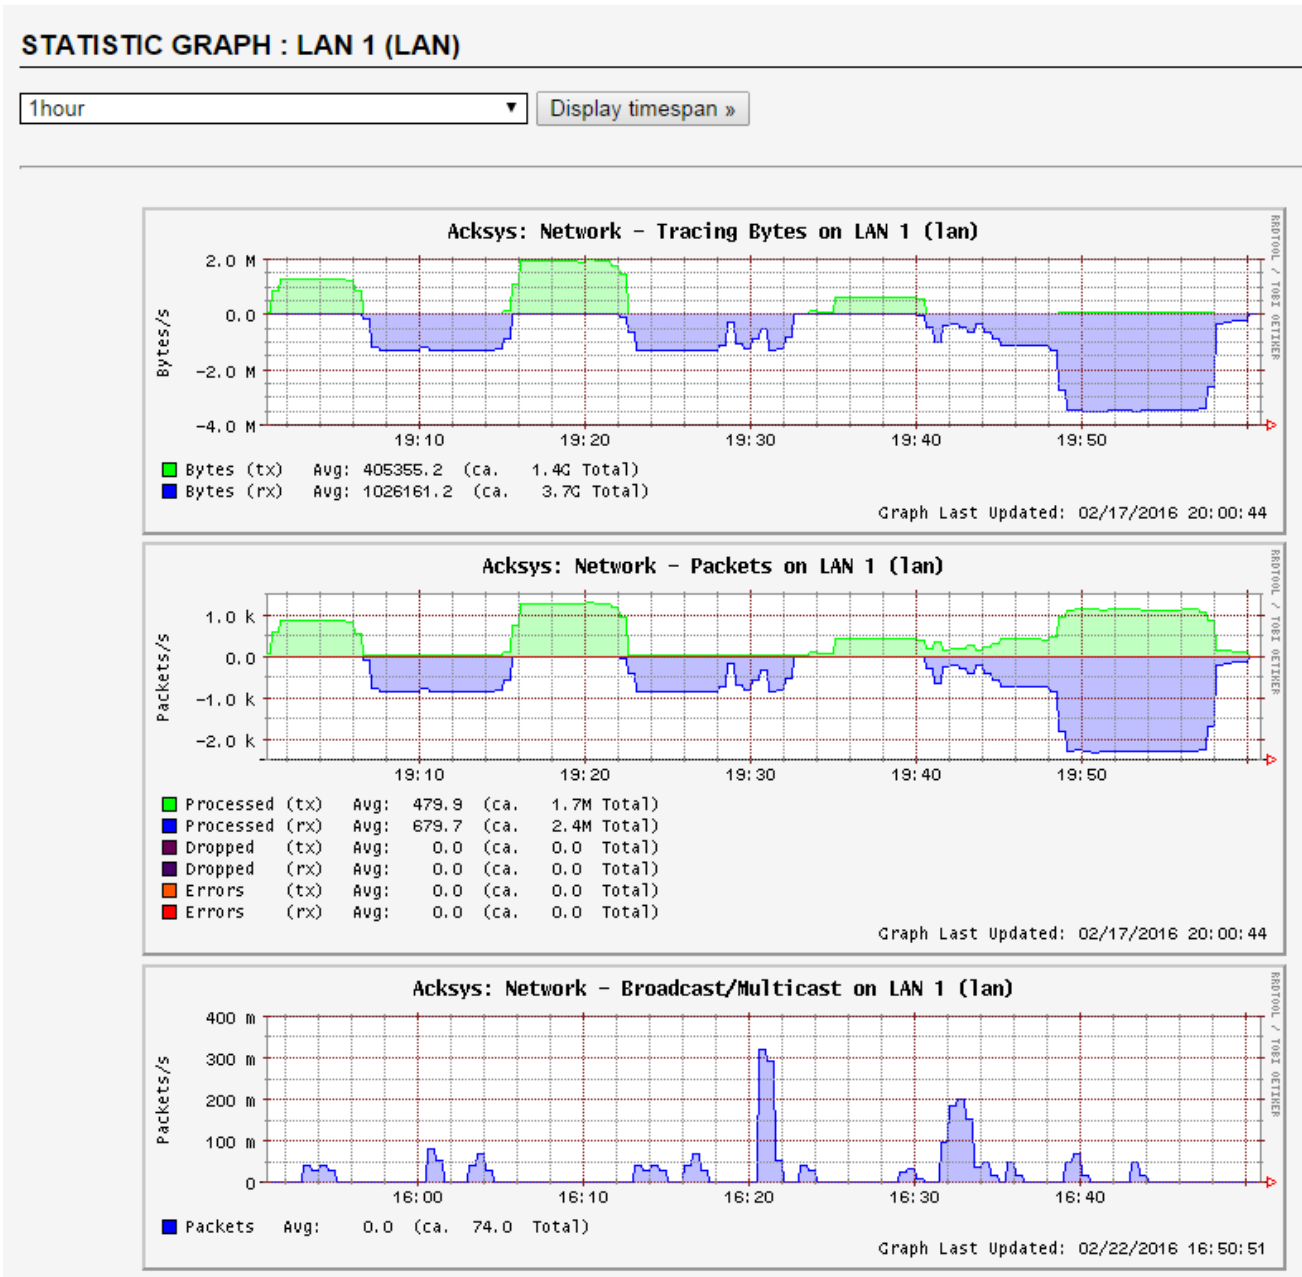 STATISTIC GRAPH : LAN 1 (LAN)
1hour
Display timespan »
Acksys: Network - Tracing Bytes on LAN 1 (lan)
RRDTOOL / TOBI OETIKER
Bytes/s
2.0 M
0.0
-2.0 M
-4.0 M
19:10 19:20 19:30 19:40 19:50
Bytes (tx) Avg: 405355.2 (ca. 1.4G Total)
Bytes (rx) Avg: 1026161.2 (ca. 3.7G Total)
Graph Last Updated: 02/17/2016 20:00:44
Acksys: Network - Packets on LAN 1 (lan)
RRDTOOL / TOBI OETIKER
Packets/s
1.0 k
0.0
-1.0 k
-2.0 k
19:10 19:20 19:30 19:40 19:50
Processed (tx) Avg: 479.9 (ca. 1.7M Total)
Processed (rx) Avg: 679.7 (ca. 2.4M Total)
Dropped (tx) Avg: 0.0 (ca. 0.0 Total)
Dropped (rx) Avg: 0.0 (ca. 0.0 Total)
Errors (tx) Avg: 0.0 (ca. 0.0 Total)
Errors (rx) Avg: 0.0 (ca. 0.0 Total)
Graph Last Updated: 02/17/2016 20:00:44
Acksys: Network - Broadcast/Multicast on LAN 1 (lan)
RRDTOOL / TOBI OETIKER
Packets/s
400 m
300 m
200 m
100 m
0
16:00 16:10 16:20 16:30 16:40
Packets Avg: 0.0 (ca. 74.0 Total)
Graph Last Updated: 02/22/2016 16:50:51